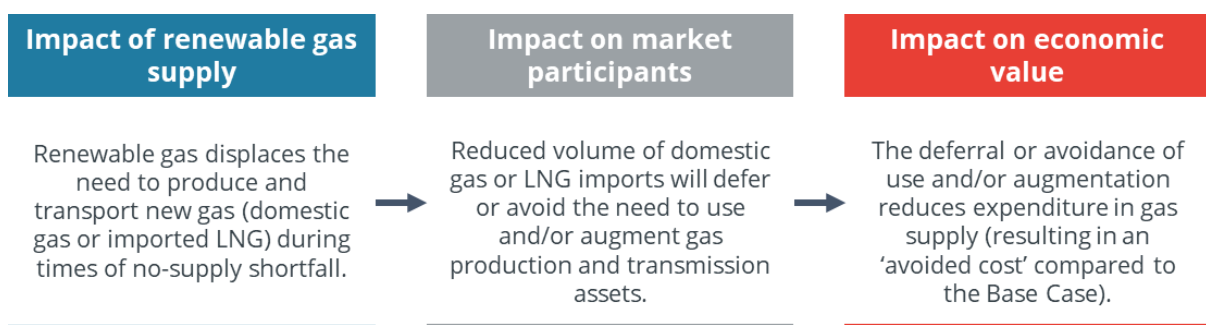 Impact of renewable gas
supply
Impact on market
participants
Impact on economic
value
Renewable gas displaces the
need to produce and
transport new gas (domestic
gas or imported LNG) during
times of no-supply shortfall.
Reduced volume of domestic
gas or LNG imports will defer
or avoid the need to use
and/or augment gas
production and transmission
assets.
The deferral or avoidance of
use and/or augmentation
reduces expenditure in gas
supply (resulting in an
‘avoided cost’ compared to
the Base Case).